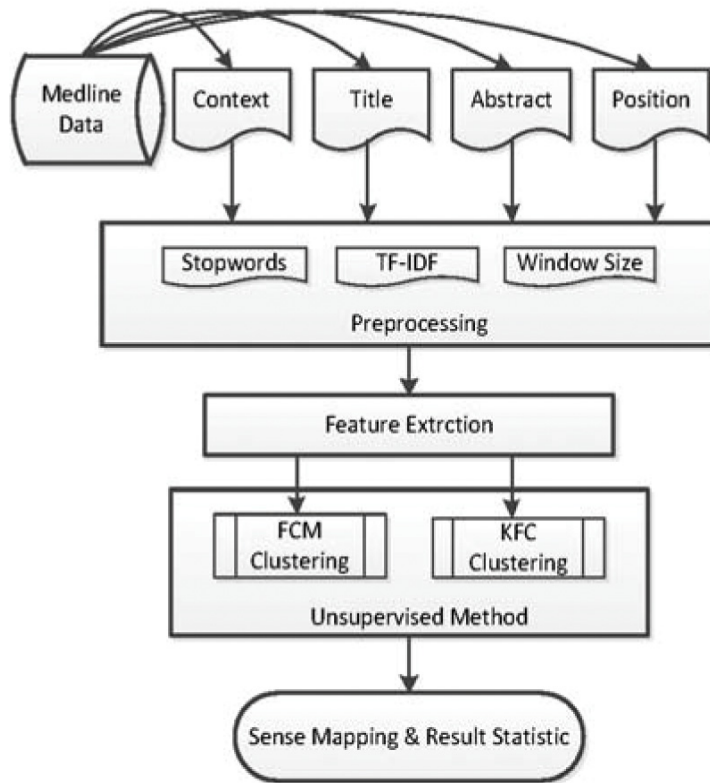 Medline
Data
Context
Title
Abstract
Position
Stopwords
TF-IDF
Window Size
Preprocessing
Feature Extrction
FCM
Clustering
KFC
Clustering
Unsupervised Method
Sense Mapping & Result Statistic